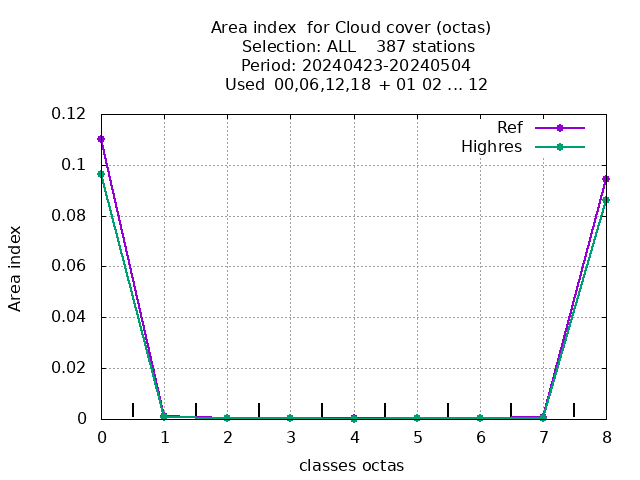 Area index  for Cloud cover (octas)
Selection: ALL    387 stations
Period: 20240423-20240504
Used  00,06,12,18 + 01 02 ... 12
Ref
Highres
0.12
0.1
0.08
0.06
0.04
0.02
0
Area index
0 1 2 3 4 5 6 7 8
classes octas